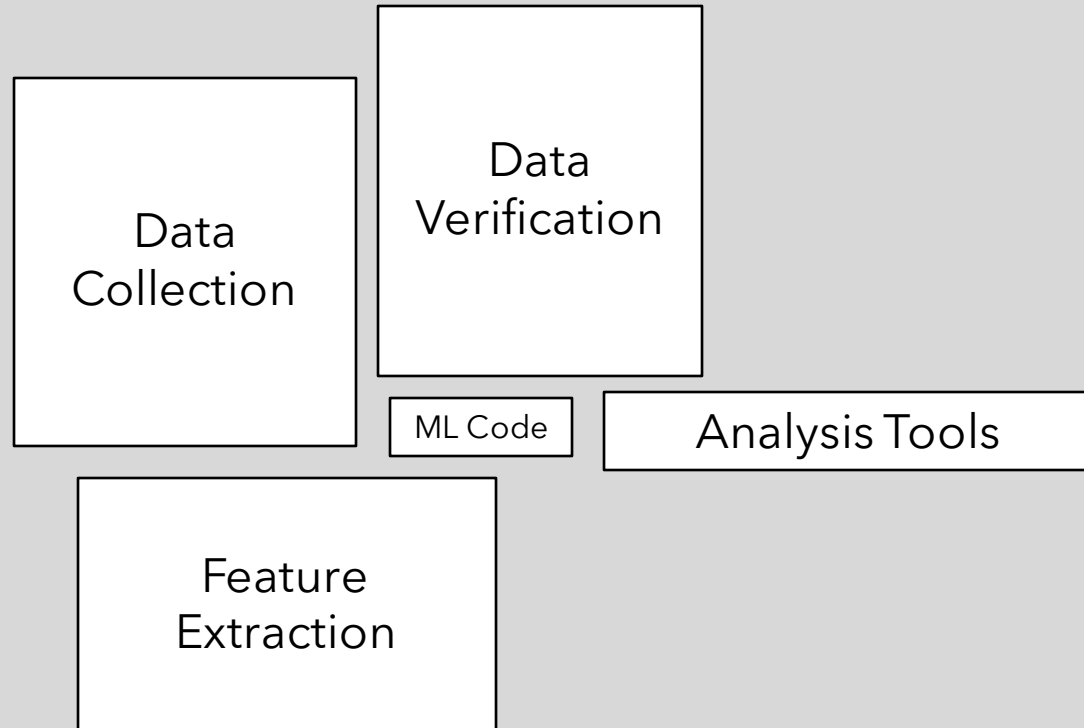 Data
Collection
Data
Verification
ML Code
Analysis Tools
Feature
Extraction